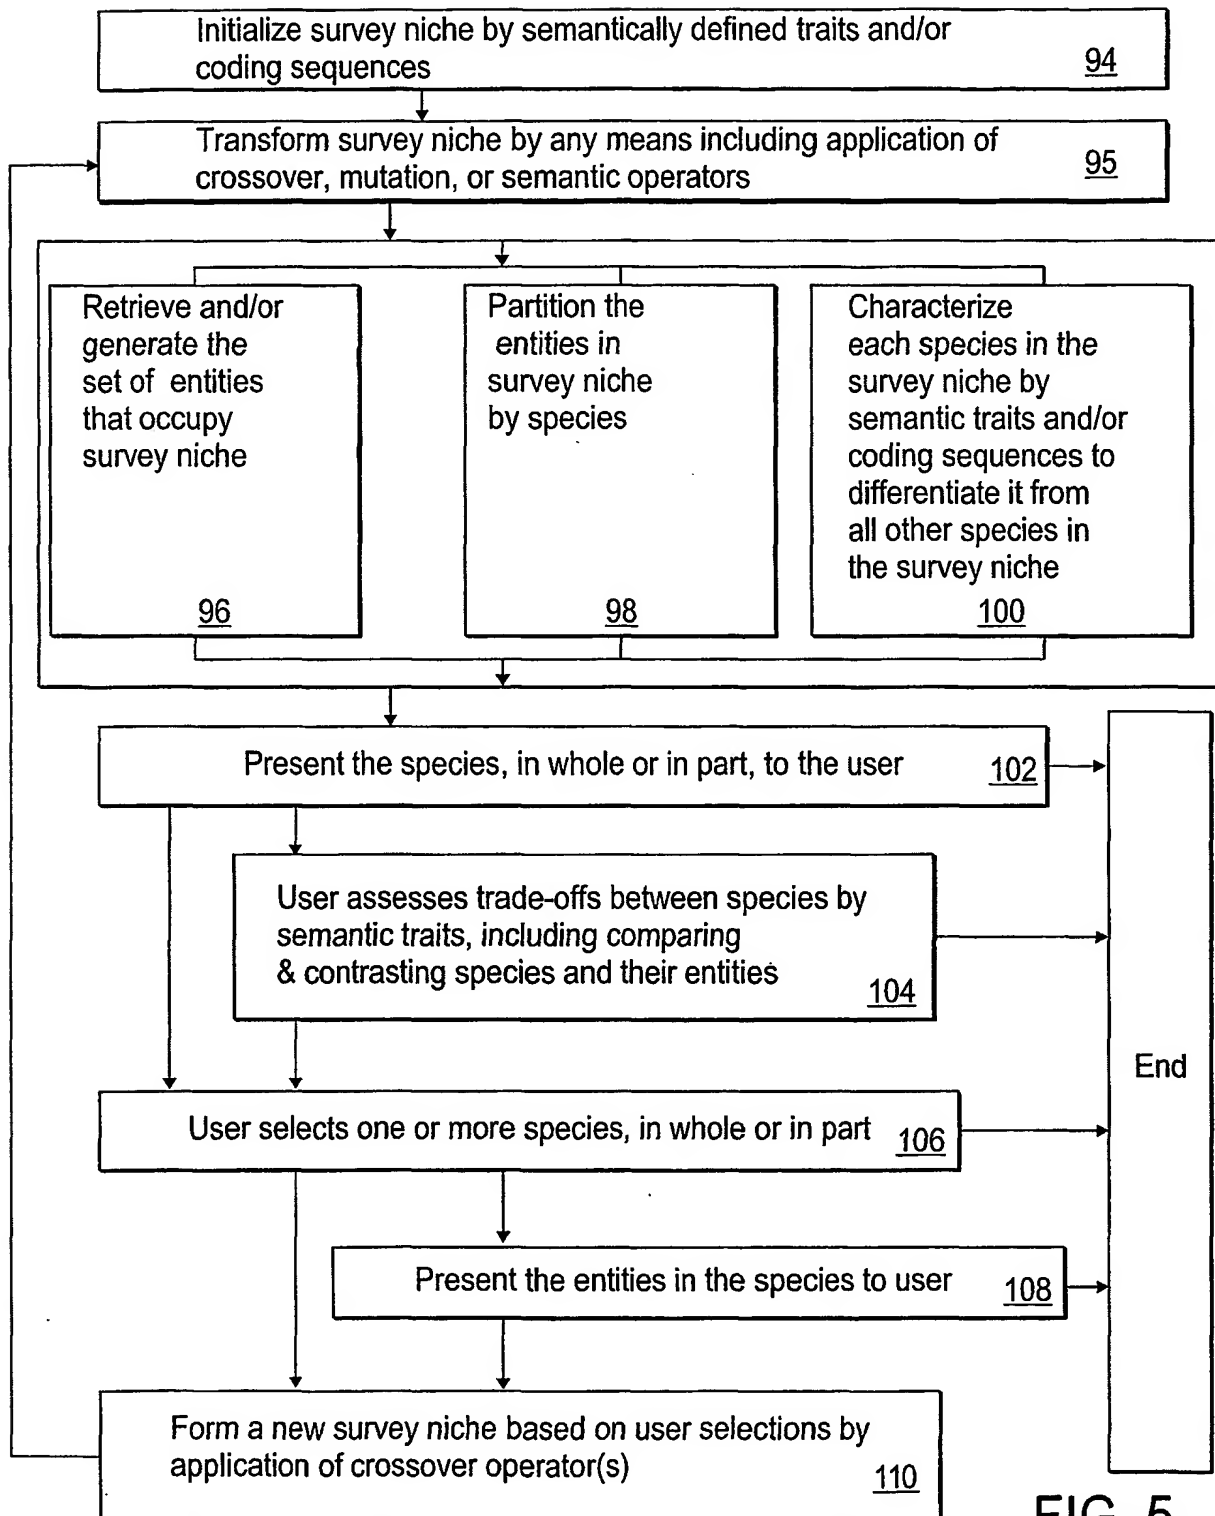 Initialize survey niche by semantically defined traits and/or
coding sequences
94
Transform survey niche by any means including application of
crossover, mutation, or semantic operators
95
Retrieve and/or
generate the
set of entities
that occupy
survey niche
96
Partition the
entities in
survey niche
by species
98
Characterize
each species in the
survey niche by
semantic traits and/or
coding sequences to
differentiate it from
all other species in
the survey niche
100
Present the species, in whole or in part, to the user
102
User assesses trade-offs between species by
semantic traits, including comparing
& contrasting species and their entities
104
End
User selects one or more species, in whole or in part
106
Present the entities in the species to user
108
Form a new survey niche based on user selections by
application of crossover operator(s)
110
FIG. 5